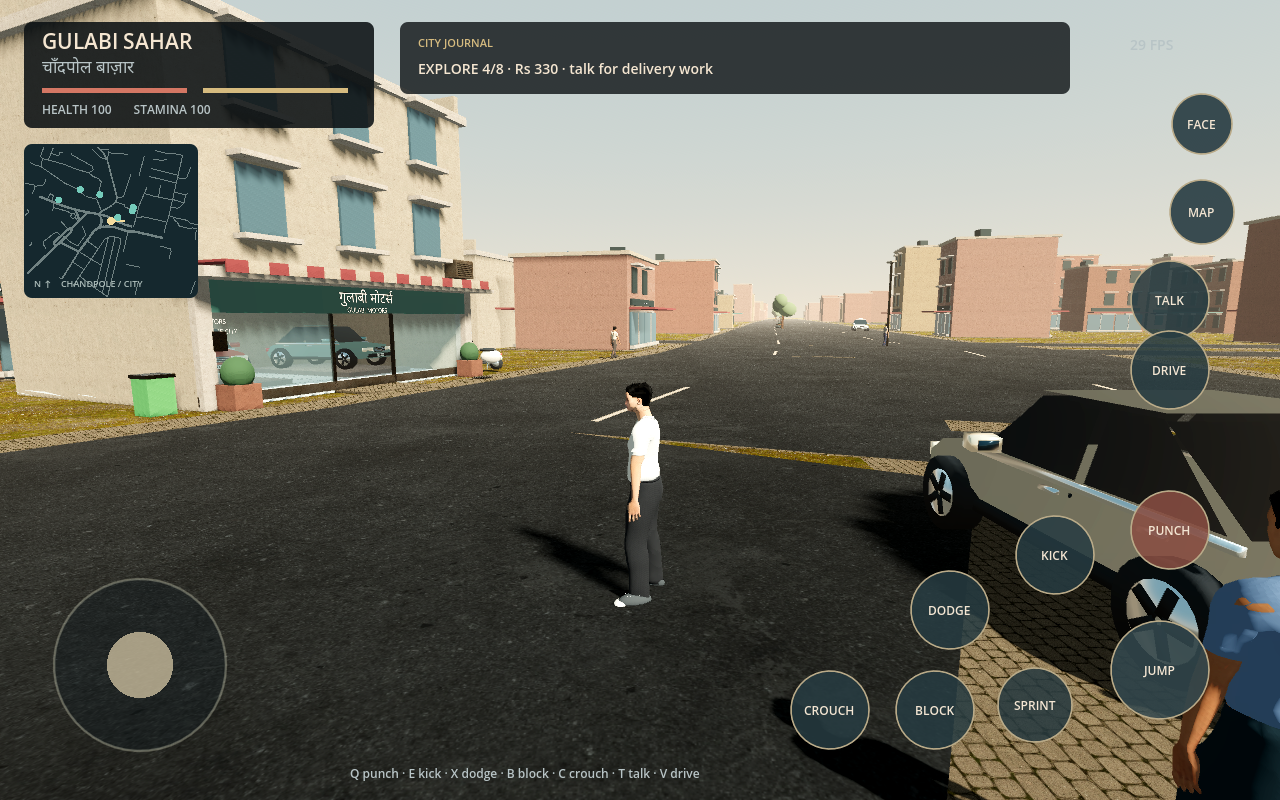 GULABI SAHAR
चाँदपोल बाज़ार
HEALTH 100 STAMINA 100
CITY JOURNAL
EXPLORE 4/8 · Rs 330 · talk for delivery work
29 FPS
FACE
MAP
N ↑ CHANDPOLE / CITY
TALK
गुलाबी मोटर्स
GULABI MOTORS
DRIVE
PUNCH
KICK
DODGE
JUMP
CROUCH
BLOCK
SPRINT
Q punch · E kick · X dodge · B block · C crouch · T talk · V drive